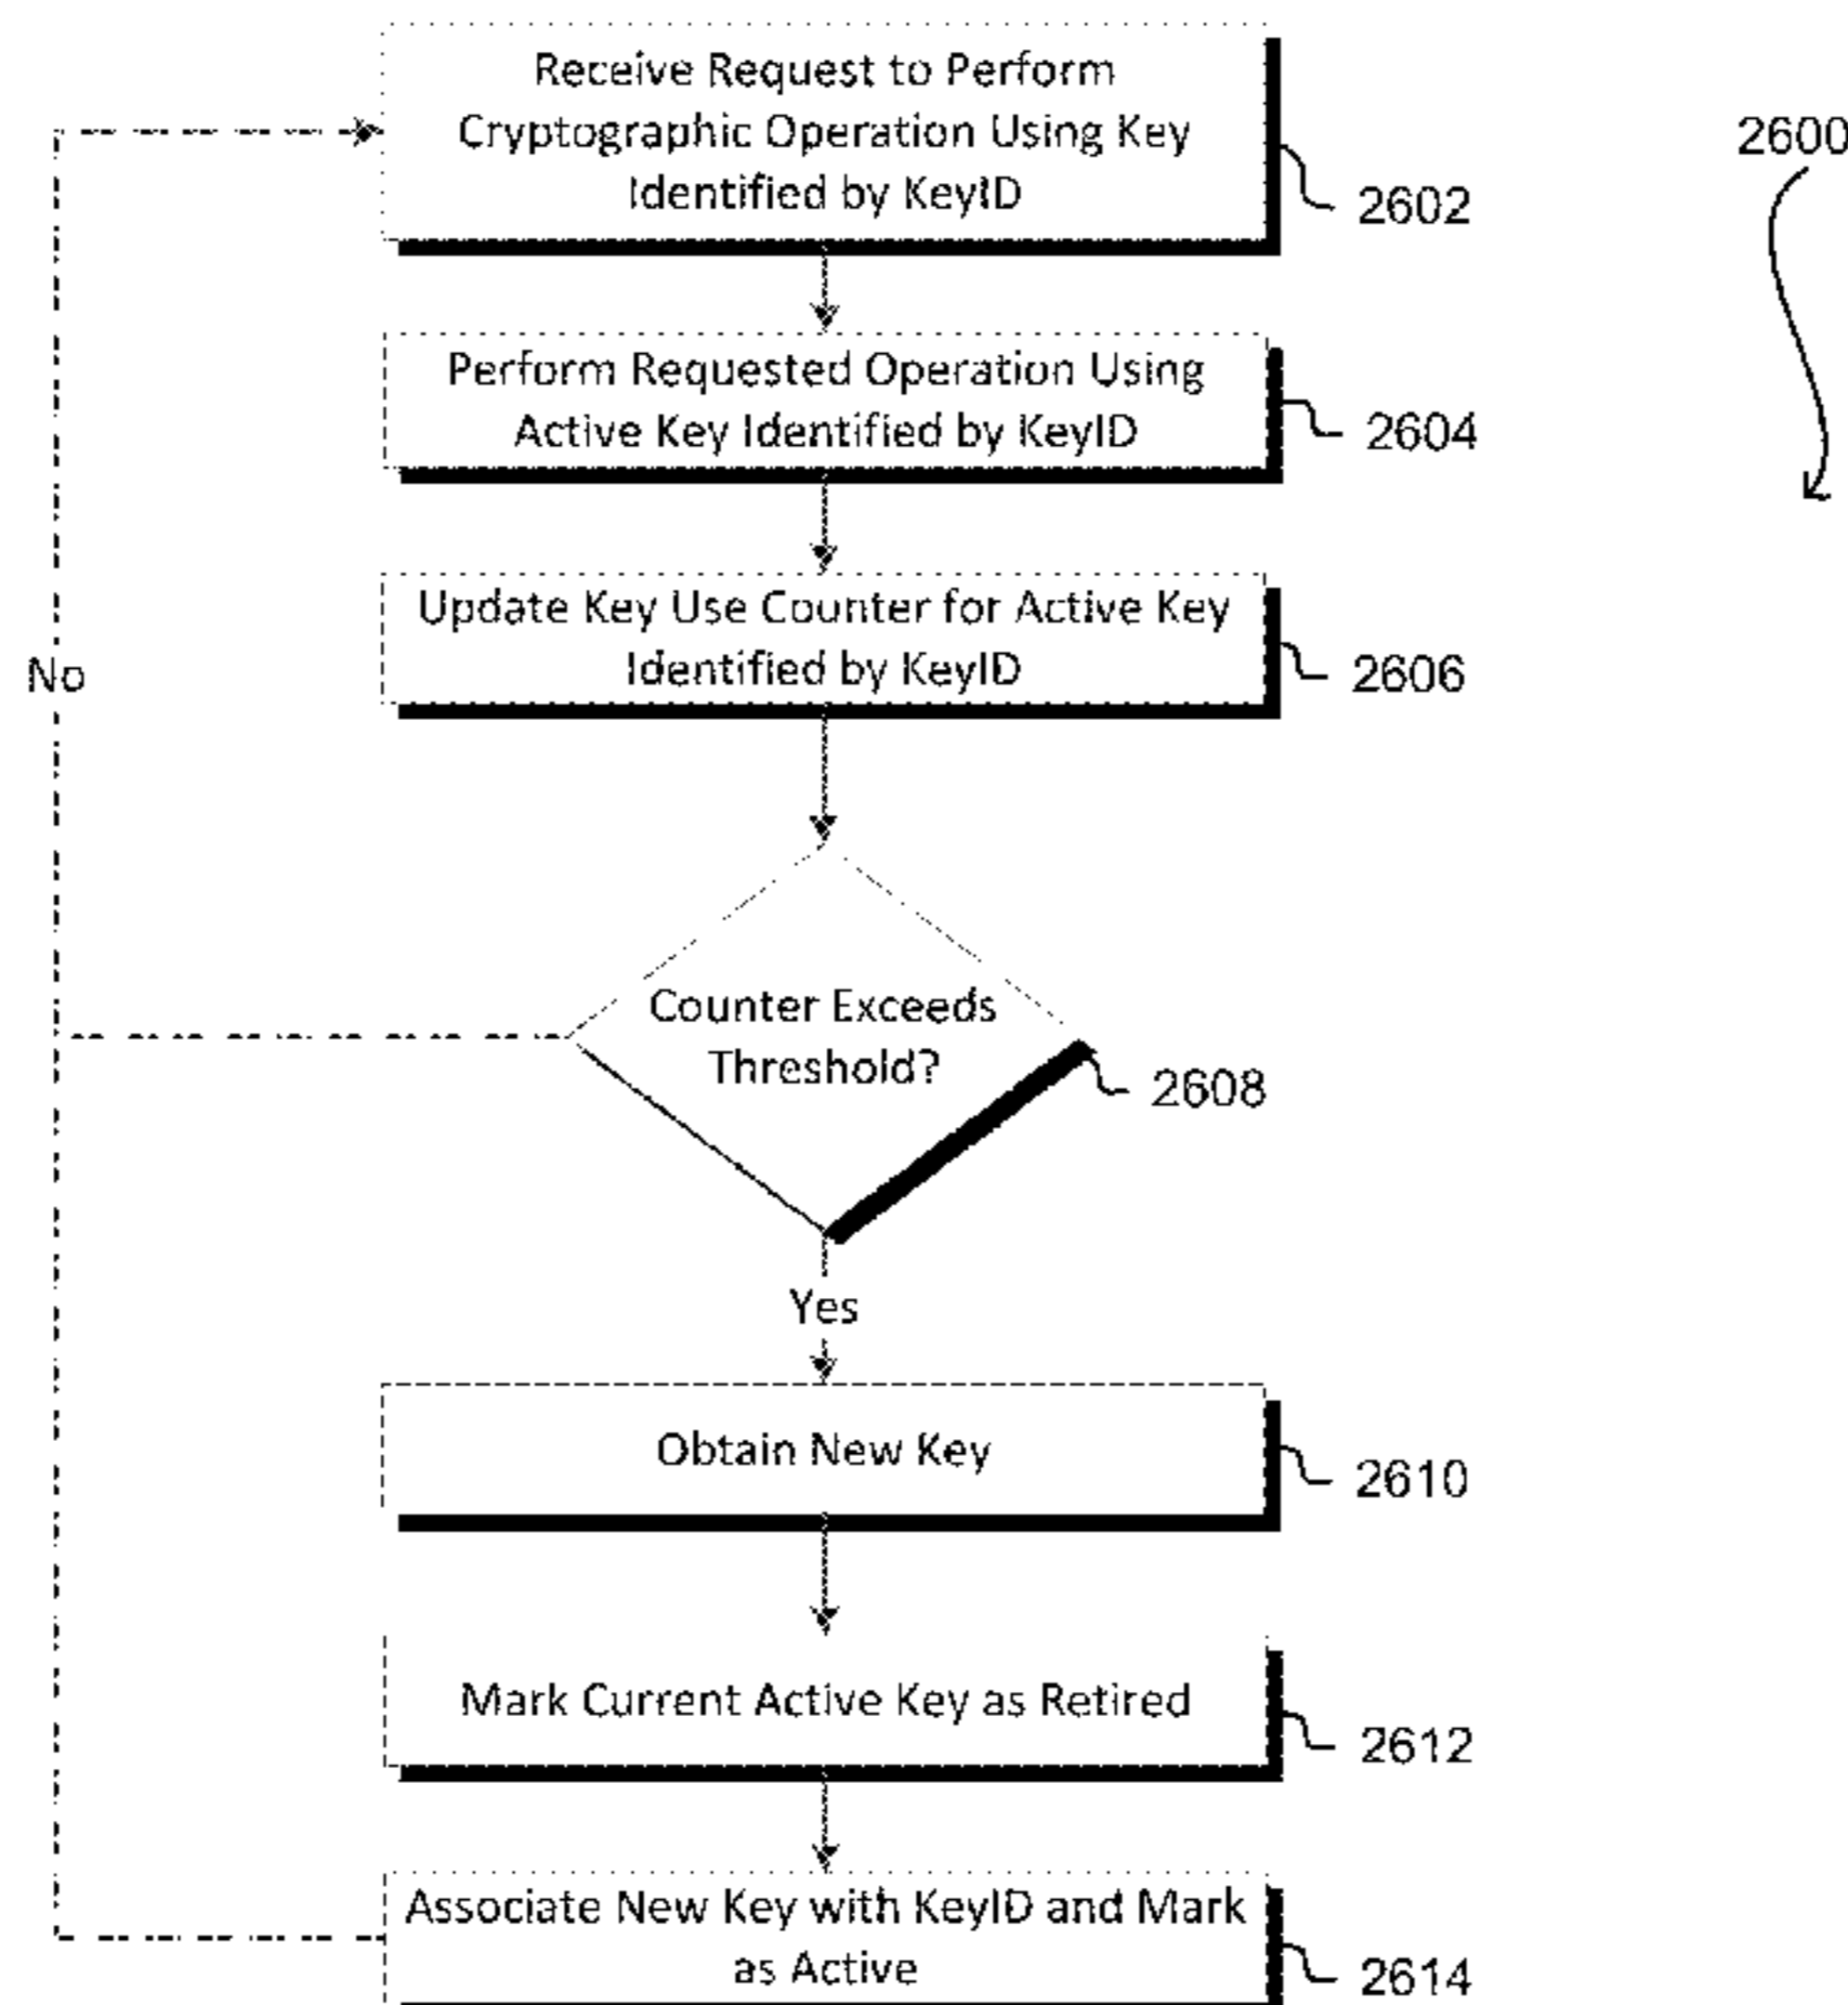 Receive Request to Perform
Cryptographic Operation Using Key
Identified by KeyID
2602
2600
Perform Requested Operation Using
Active Key Identified by KeyID
2604
Update Key Use Counter for Active Key
Identified by KeyID
2606
No
Counter Exceeds
Threshold?
2608
Yes
Obtain New Key
2610
Mark Current Active Key as Retired
2612
Associate New Key with KeyID and Mark
as Active
2614